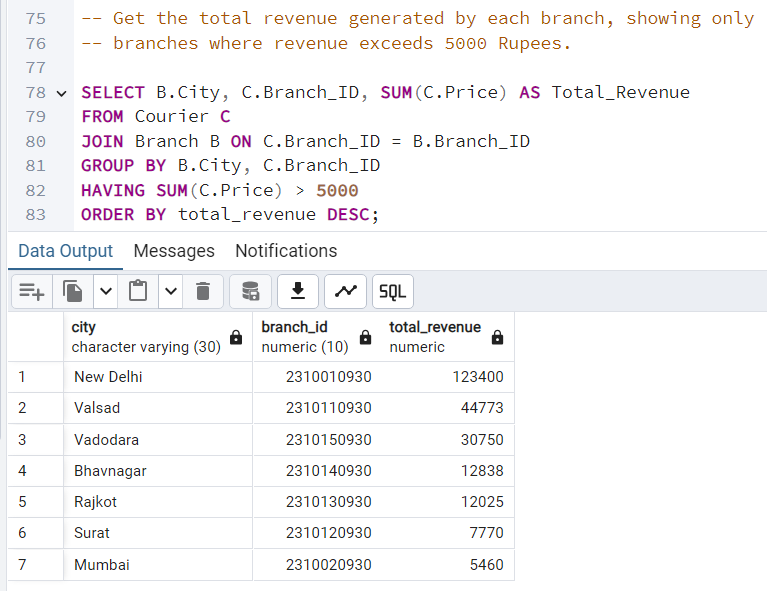 75 -- Get the total revenue generated by each branch, showing only
76 -- branches where revenue exceeds 5000 Rupees.
77
78 SELECT B.City, C.Branch_ID, SUM(C.Price) AS Total_Revenue
79 FROM Courier C
80 JOIN Branch B ON C.Branch_ID = B.Branch_ID
81 GROUP BY B.City, C.Branch_ID
82 HAVING SUM(C.Price) > 5000
83 ORDER BY total_revenue DESC;
Data Output Messages Notifications
SQL
city branch_id total_revenue
character varying (30) numeric (10) numeric
1 New Delhi 2310010930 123400
2 Valsad 2310110930 44773
3 Vadodara 2310150930 30750
4 Bhavnagar 2310140930 12838
5 Rajkot 2310130930 12025
6 Surat 2310120930 7770
7 Mumbai 2310020930 5460